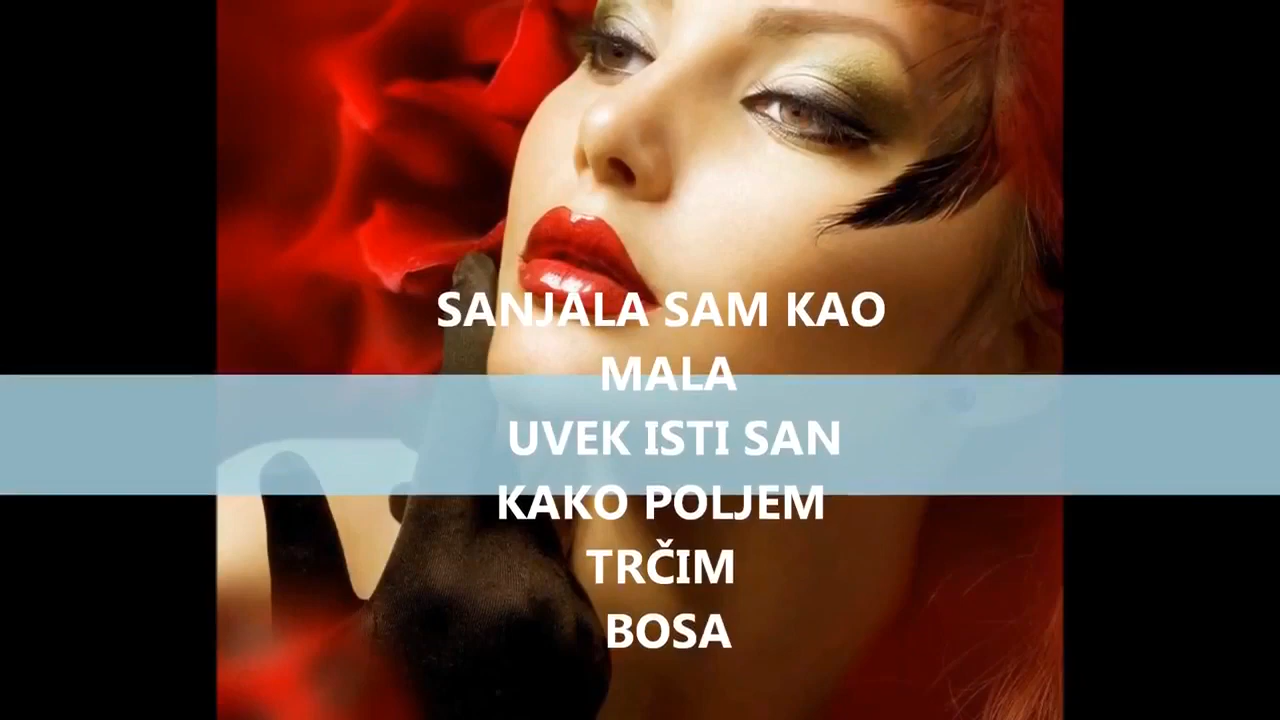 SANJALA SAM KAO
MALA
UVEK ISTI SAN
KAKO POLJEM
TRČIM
BOSA